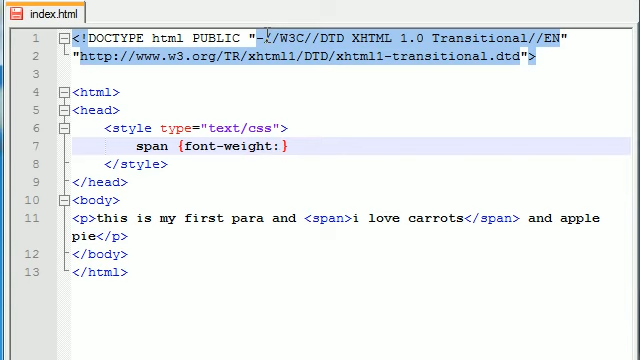 index.html
1 <!DOCTYPE html PUBLIC "-//W3C//DTD XHTML 1.0 Transitional//EN"
2 "http://www.w3.org/TR/xhtml1/DTD/xhtml1-transitional.dtd">
3
4 <html>
5 <head>
6 <style type="text/css">
7 span {font-weight:}
8 </style>
9 </head>
10 <body>
11 <p>this is my first para and <span>i love carrots</span> and apple
pie</p>
12 </body>
13 </html>